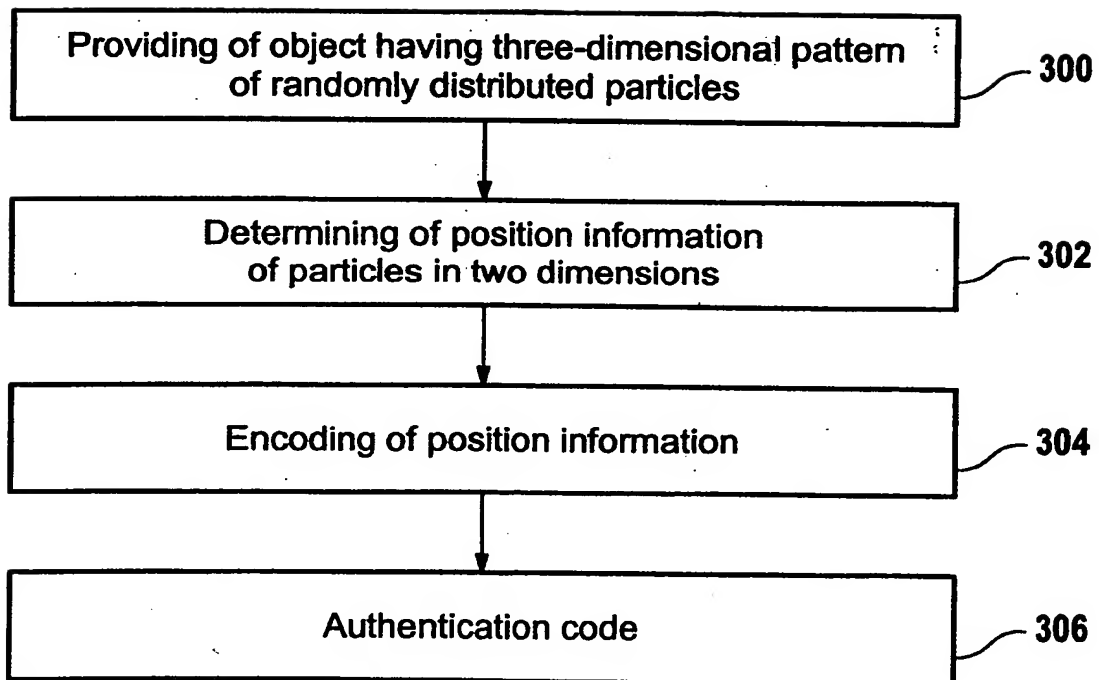 Providing of object having three-dimensional pattern
of randomly distributed particles
300
Determining of position information
of particles in two dimensions
302
Encoding of position information
304
Authentication code
306